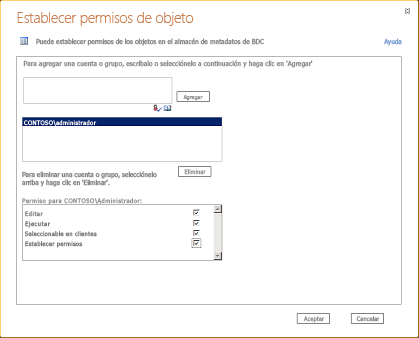 Establecer permisos de objeto
Puede establecer permisos de los objetos en el almacén de metadatos de BDC
Ayuda
Para agregar una cuenta o grupo, escríbalo o selecciónelo a continuación y haga clic en 'Agregar'
Agregar
CONTOSO\administrador
Para eliminar una cuenta o grupo, selecciónelo
arriba y haga clic en 'Eliminar'.
Eliminar
Permiso para CONTOSO\Administrador:
Editar
Ejecutar
Seleccionable en clientes
Establecer permisos
Aceptar
Cancelar